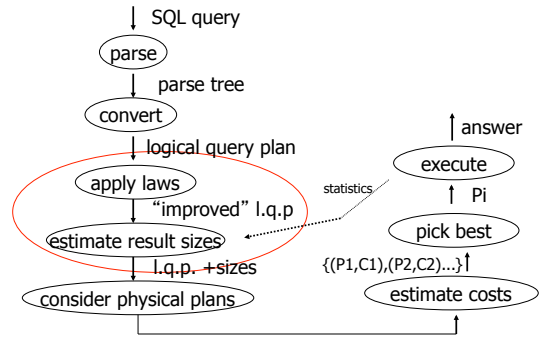 SQL query
parse
parse tree
convert
logical query plan
apply laws
“improved” l.q.p
estimate result sizes
l.q.p. +sizes
consider physical plans
statistics
answer
execute
Pi
pick best
{(P1,C1),(P2,C2)...}
estimate costs